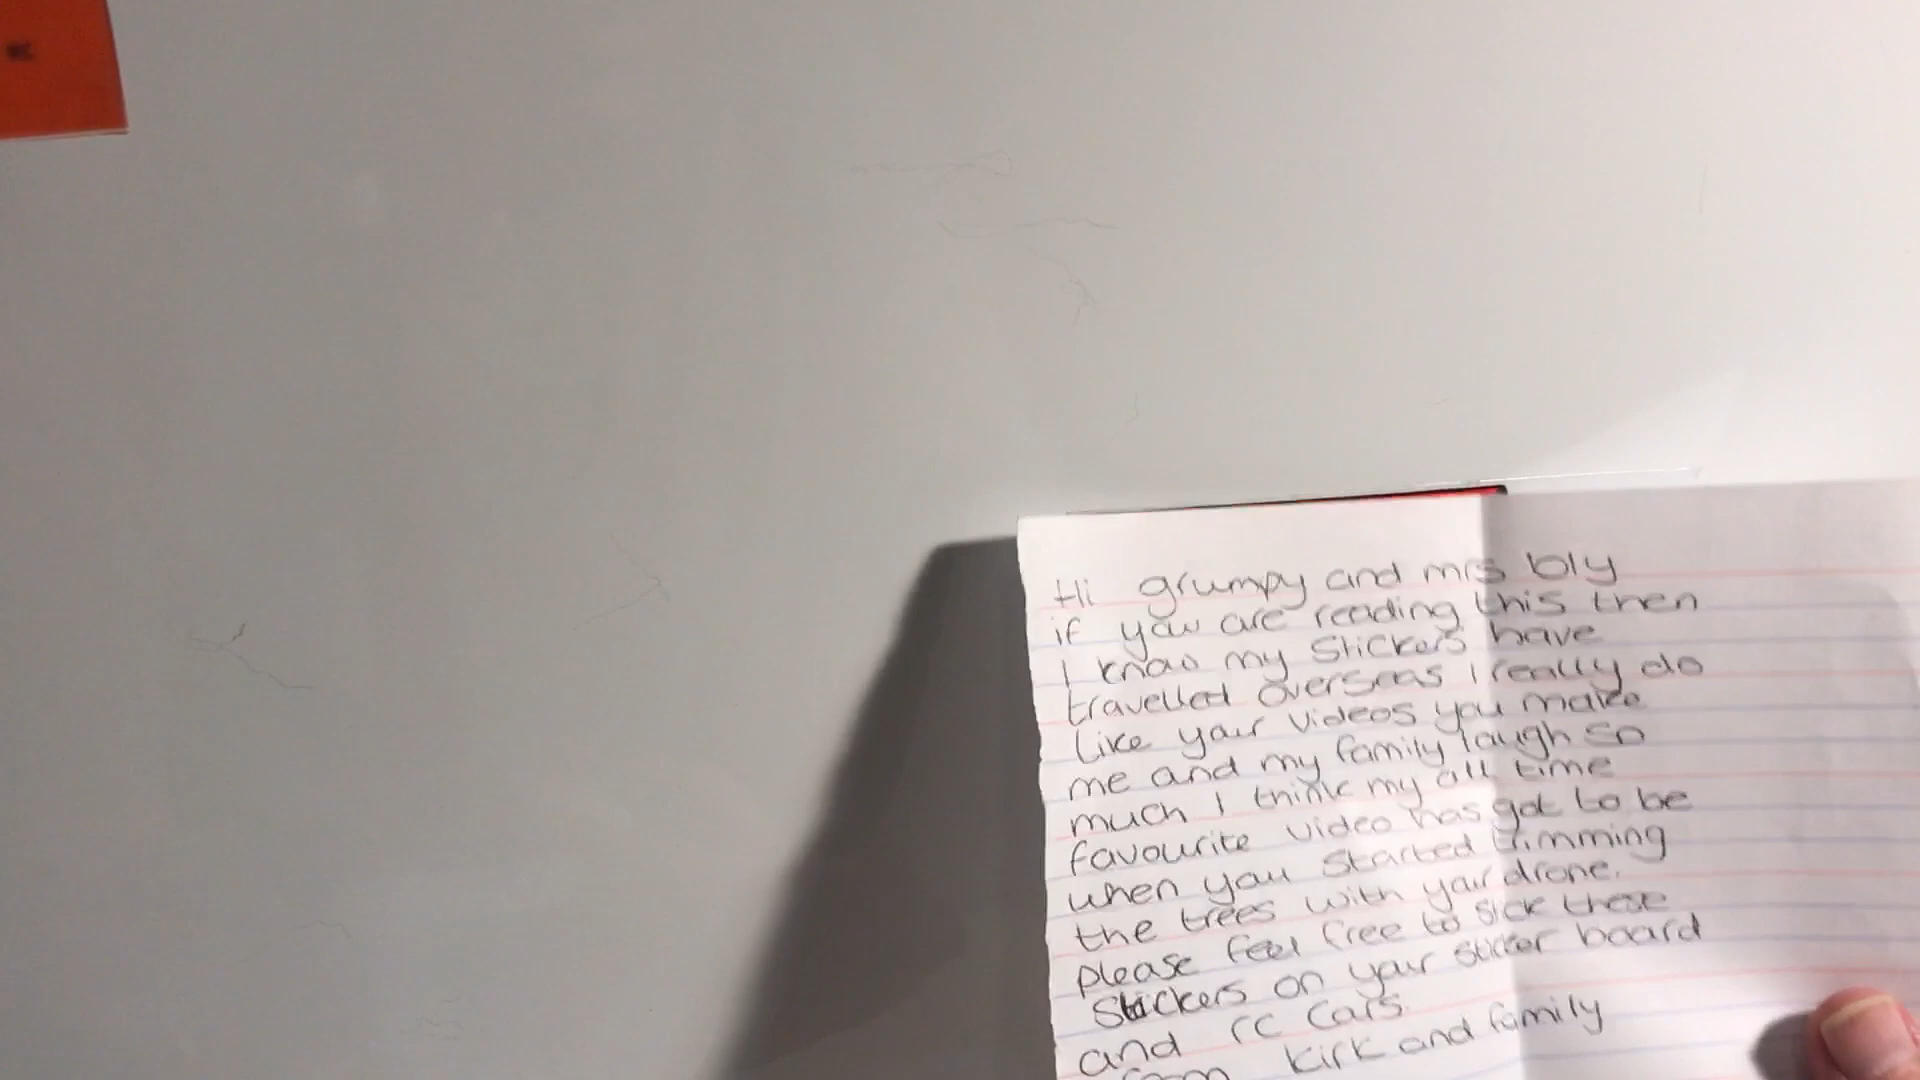 Hi grumpy and mrs bly
if you are reading this then
I know my stickers have
travelled overseas I really do
like your videos you make
me and my family laugh so
much I think my all time
favourite video has got to be
when you started trimming
the trees with your drone.
please feel free to sick these
stickers on your sticker board
and rc cars.
from kirk and family